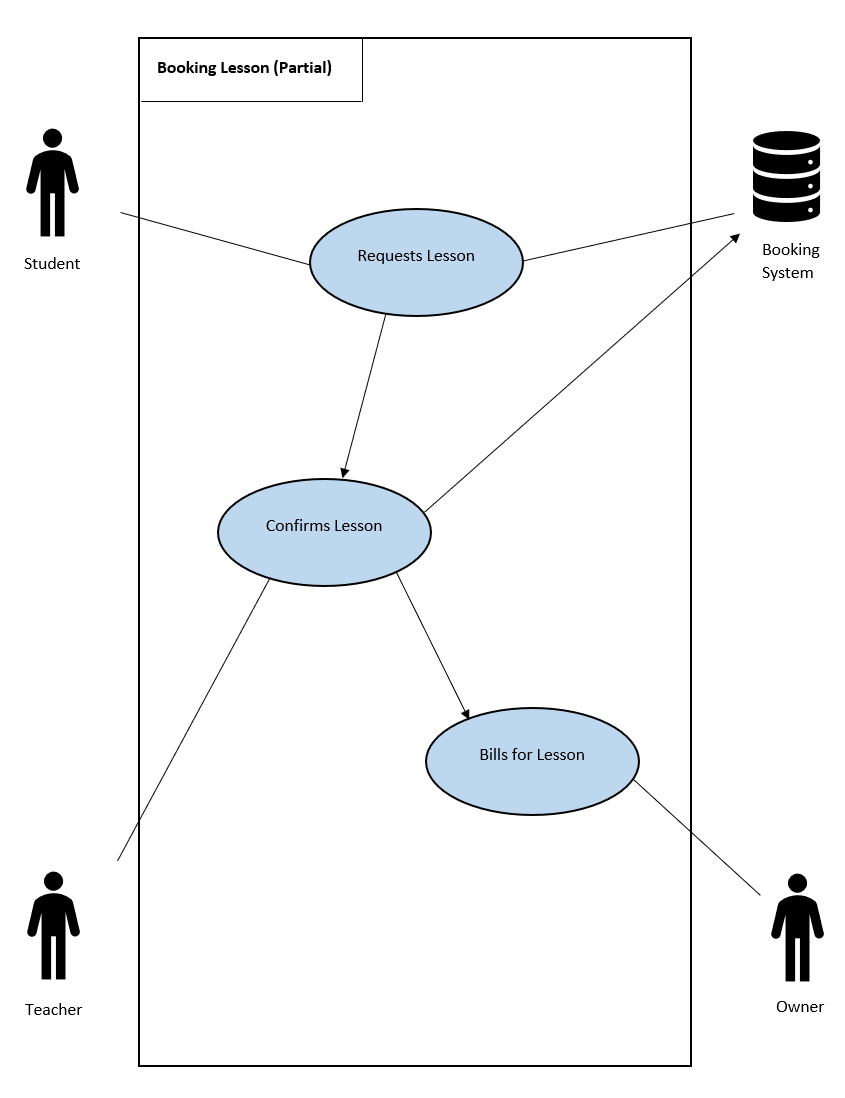 Booking Lesson (Partial)
Student
Requests Lesson
Booking
System
Confirms Lesson
Bills for Lesson
Teacher
Owner